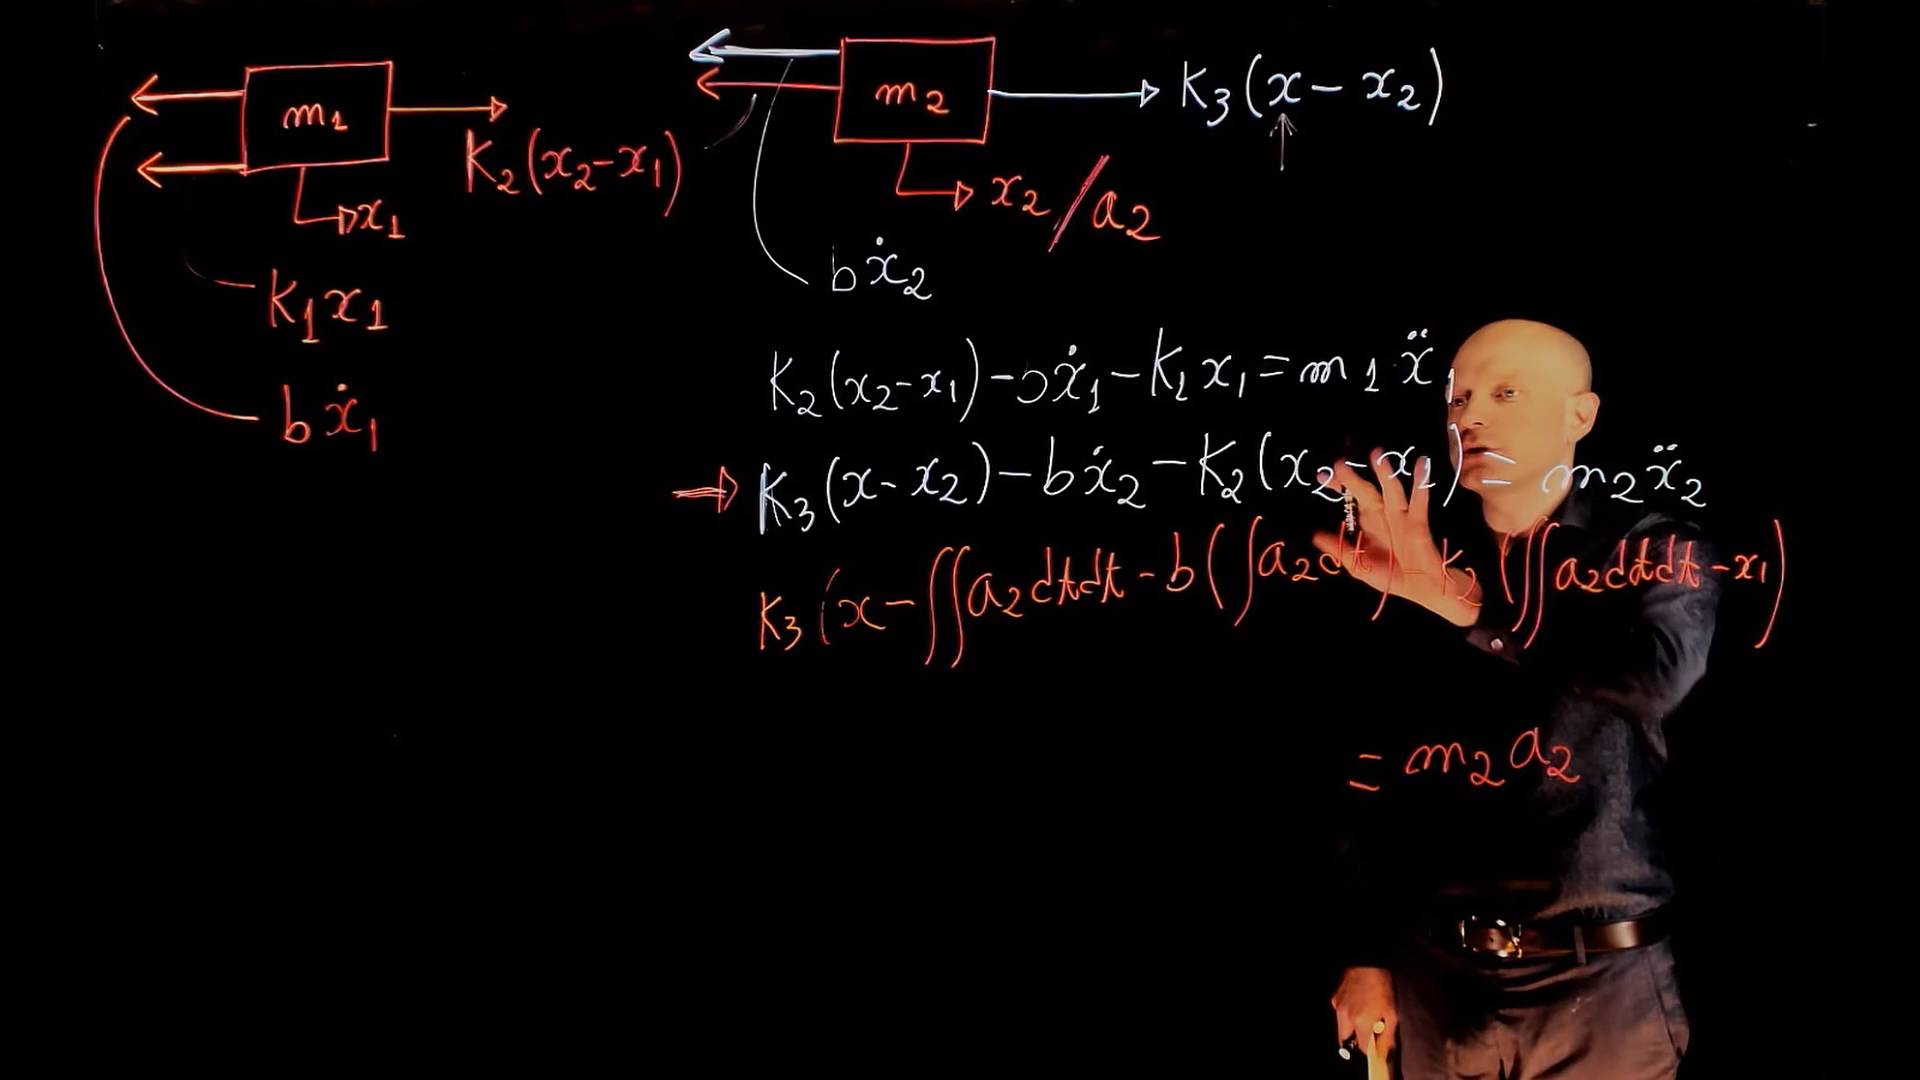 m₁
K₂(x₂-x₁)
x₁
K₁x₁
bẋ₁
m₂
K₃(x-x₂)
x₂/a₂
bẋ₂
K₂(x₂-x₁)-bẋ₁-K₁x₁=m₁ẍ₁
⇒ K₃(x-x₂)-bẋ₂-K₂(x₂-x₁)=m₂ẍ₂
K₃(x-∬a₂dtdt-b(∫a₂dt)-K₂(∬a₂dtdt-x₁)
=m₂a₂